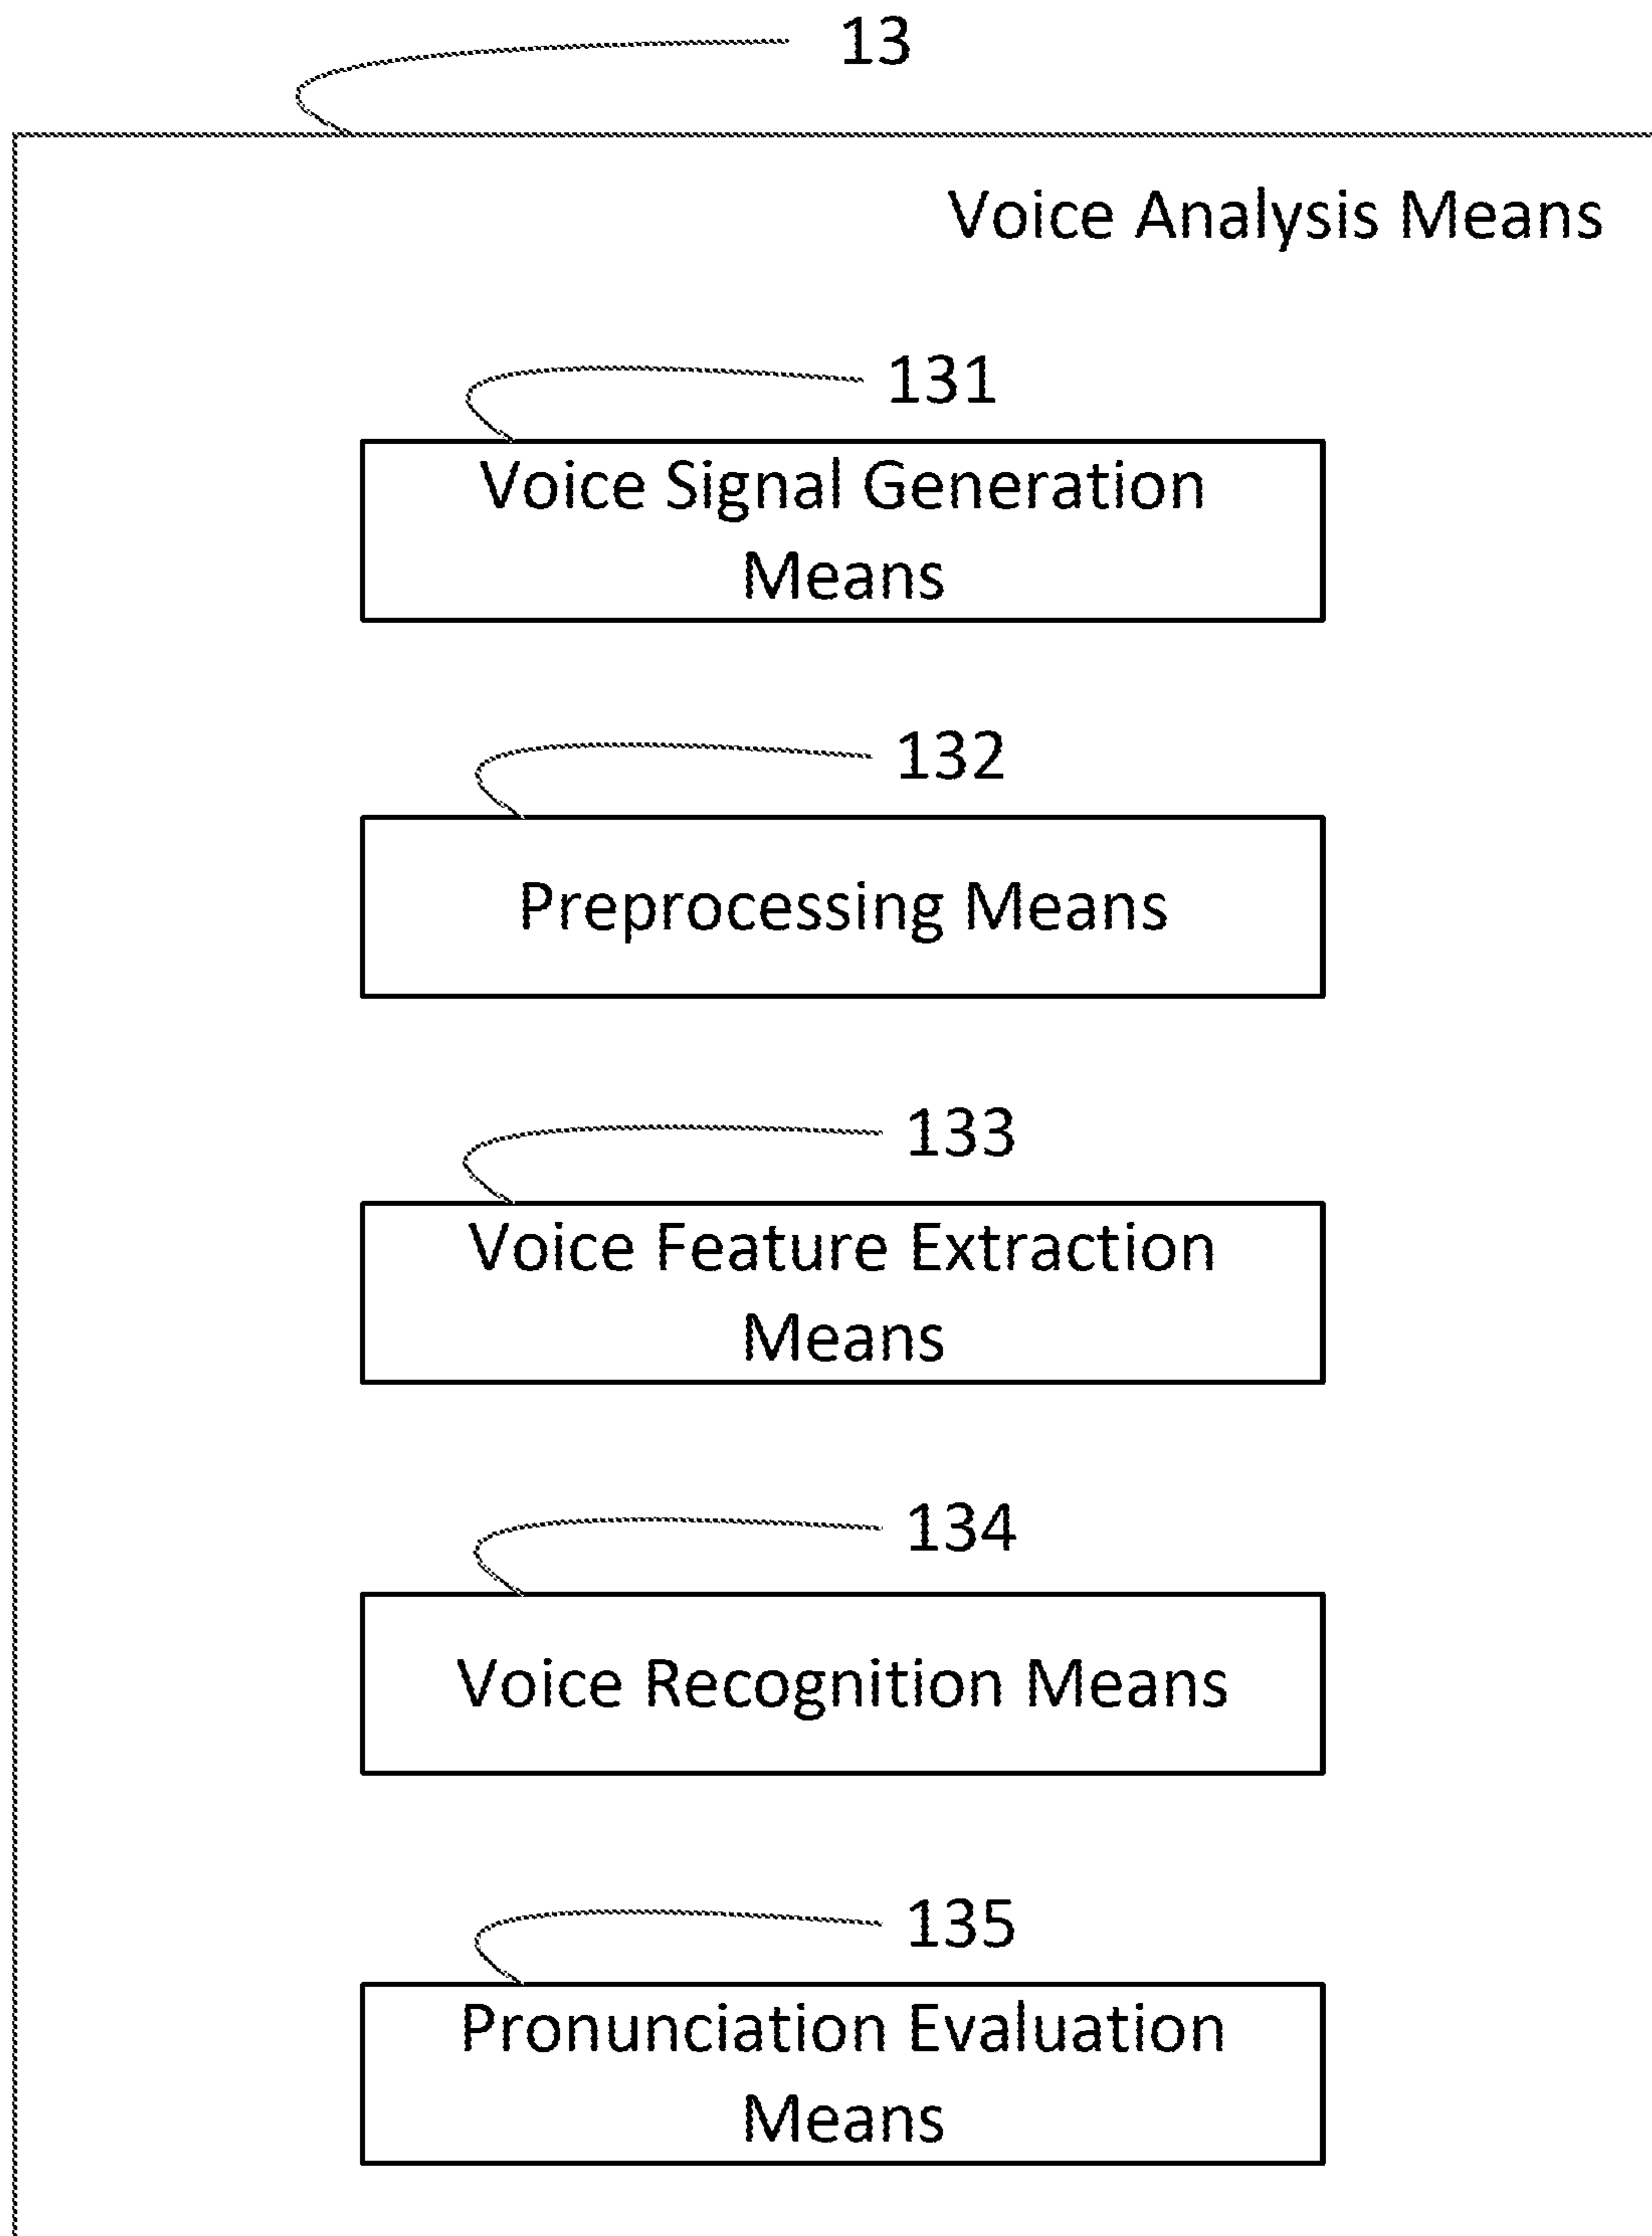 13
Voice Analysis Means
131
Voice Signal Generation
Means
132
Preprocessing Means
133
Voice Feature Extraction
Means
134
Voice Recognition Means
135
Pronunciation Evaluation
Means